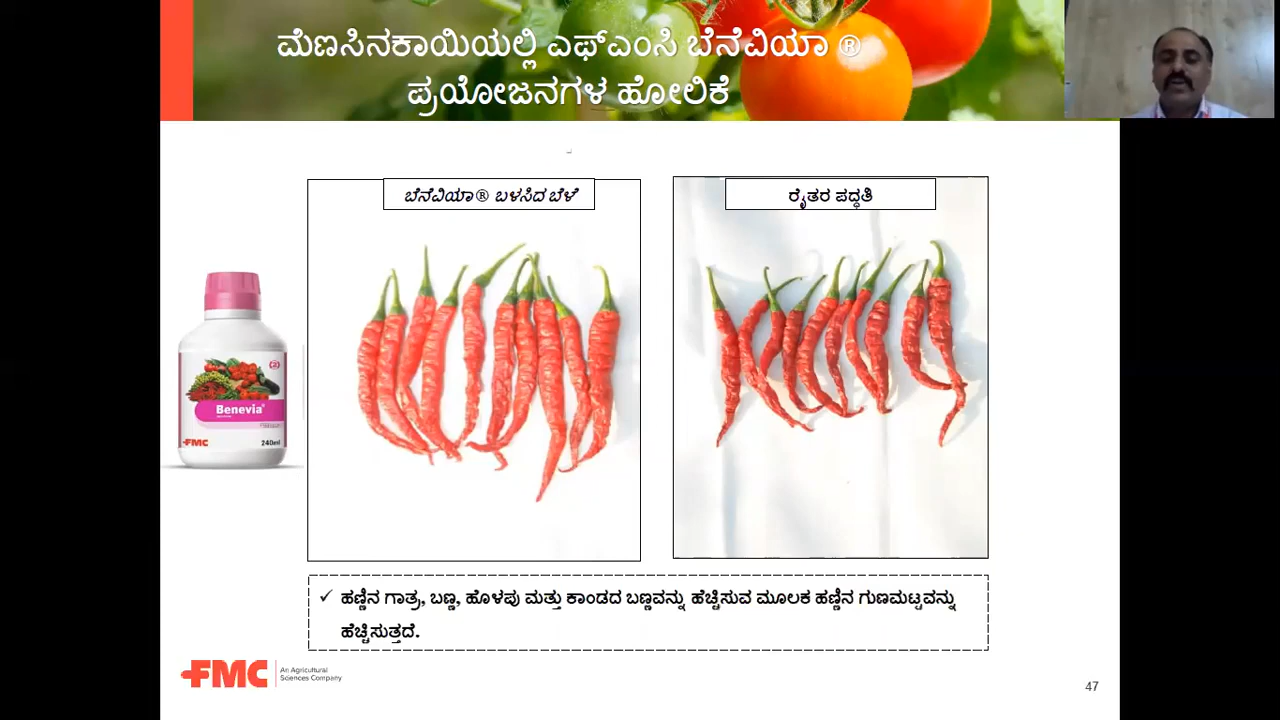 ಮೆಣಸಿನಕಾಯಿಯಲ್ಲಿ ಎಫ್ಎಂಸಿ ಬೆನೆವಿಯಾ ®
ಪ್ರಯೋಜನಗಳ ಹೋಲಿಕೆ
ಬೆನೆವಿಯಾ® ಬಳಸಿದ ಬೆಳೆ
ರೈತರ ಪದ್ಧತಿ
Benevia®
FMC
240ml
✓ ಹಣ್ಣಿನ ಗಾತ್ರ, ಬಣ್ಣ, ಹೊಳಪು ಮತ್ತು ಕಾಂಡದ ಬಣ್ಣವನ್ನು ಹೆಚ್ಚಿಸುವ ಮೂಲಕ ಹಣ್ಣಿನ ಗುಣಮಟ್ಟವನ್ನು
ಹೆಚ್ಚಿಸುತ್ತದೆ.
FMC
An Agricultural
Sciences Company
47